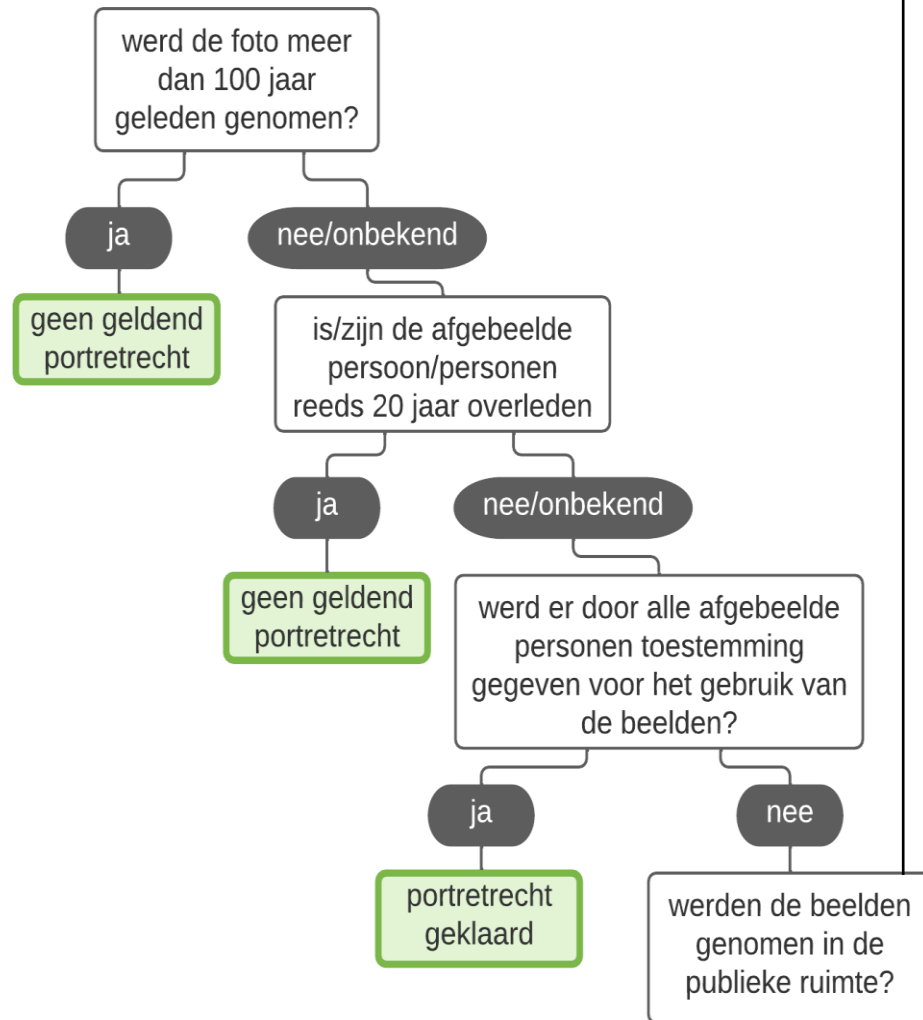 werd de foto meer
dan 100 jaar
geleden genomen?
ja
nee/onbekend
geen geldend
portretrecht
is/zijn de afgebeelde
persoon/personen
reeds 20 jaar overleden
ja
nee/onbekend
geen geldend
portretrecht
werd er door alle afgebeelde
personen toestemming
gegeven voor het gebruik van
de beelden?
ja
nee
portretrecht
geklaard
werden de beelden
genomen in de
publieke ruimte?